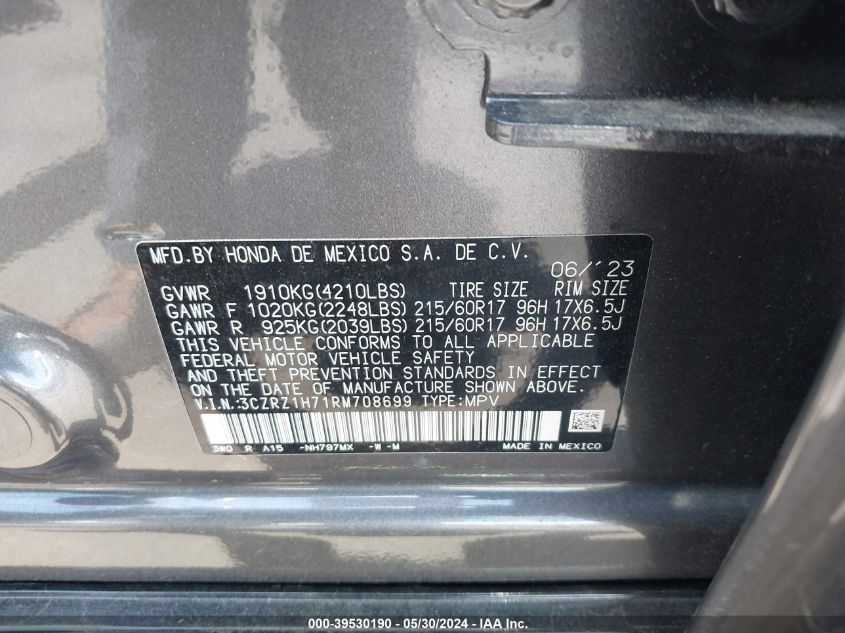 MFD.BY HONDA DE MEXICO S.A. DE C.V.
06/'23
GVWR 1910KG(4210LBS) TIRE SIZE RIM SIZE
GAWR F 1020KG(2248LBS) 215/60R17 96H 17X6.5J
GAWR R 925KG(2039LBS) 215/60R17 96H 17X6.5J
THIS VEHICLE CONFORMS TO ALL APPLICABLE
FEDERAL MOTOR VEHICLE SAFETY
AND THEFT PREVENTION STANDARDS IN EFFECT
ON THE DATE OF MANUFACTURE SHOWN ABOVE.
V.I.N.:3CZRZ1H71RM708699 TYPE:MPV
3W0 R A15 -NH797MX -W -M MADE IN MEXICO
000-39530190 - 05/30/2024 - IAA Inc.